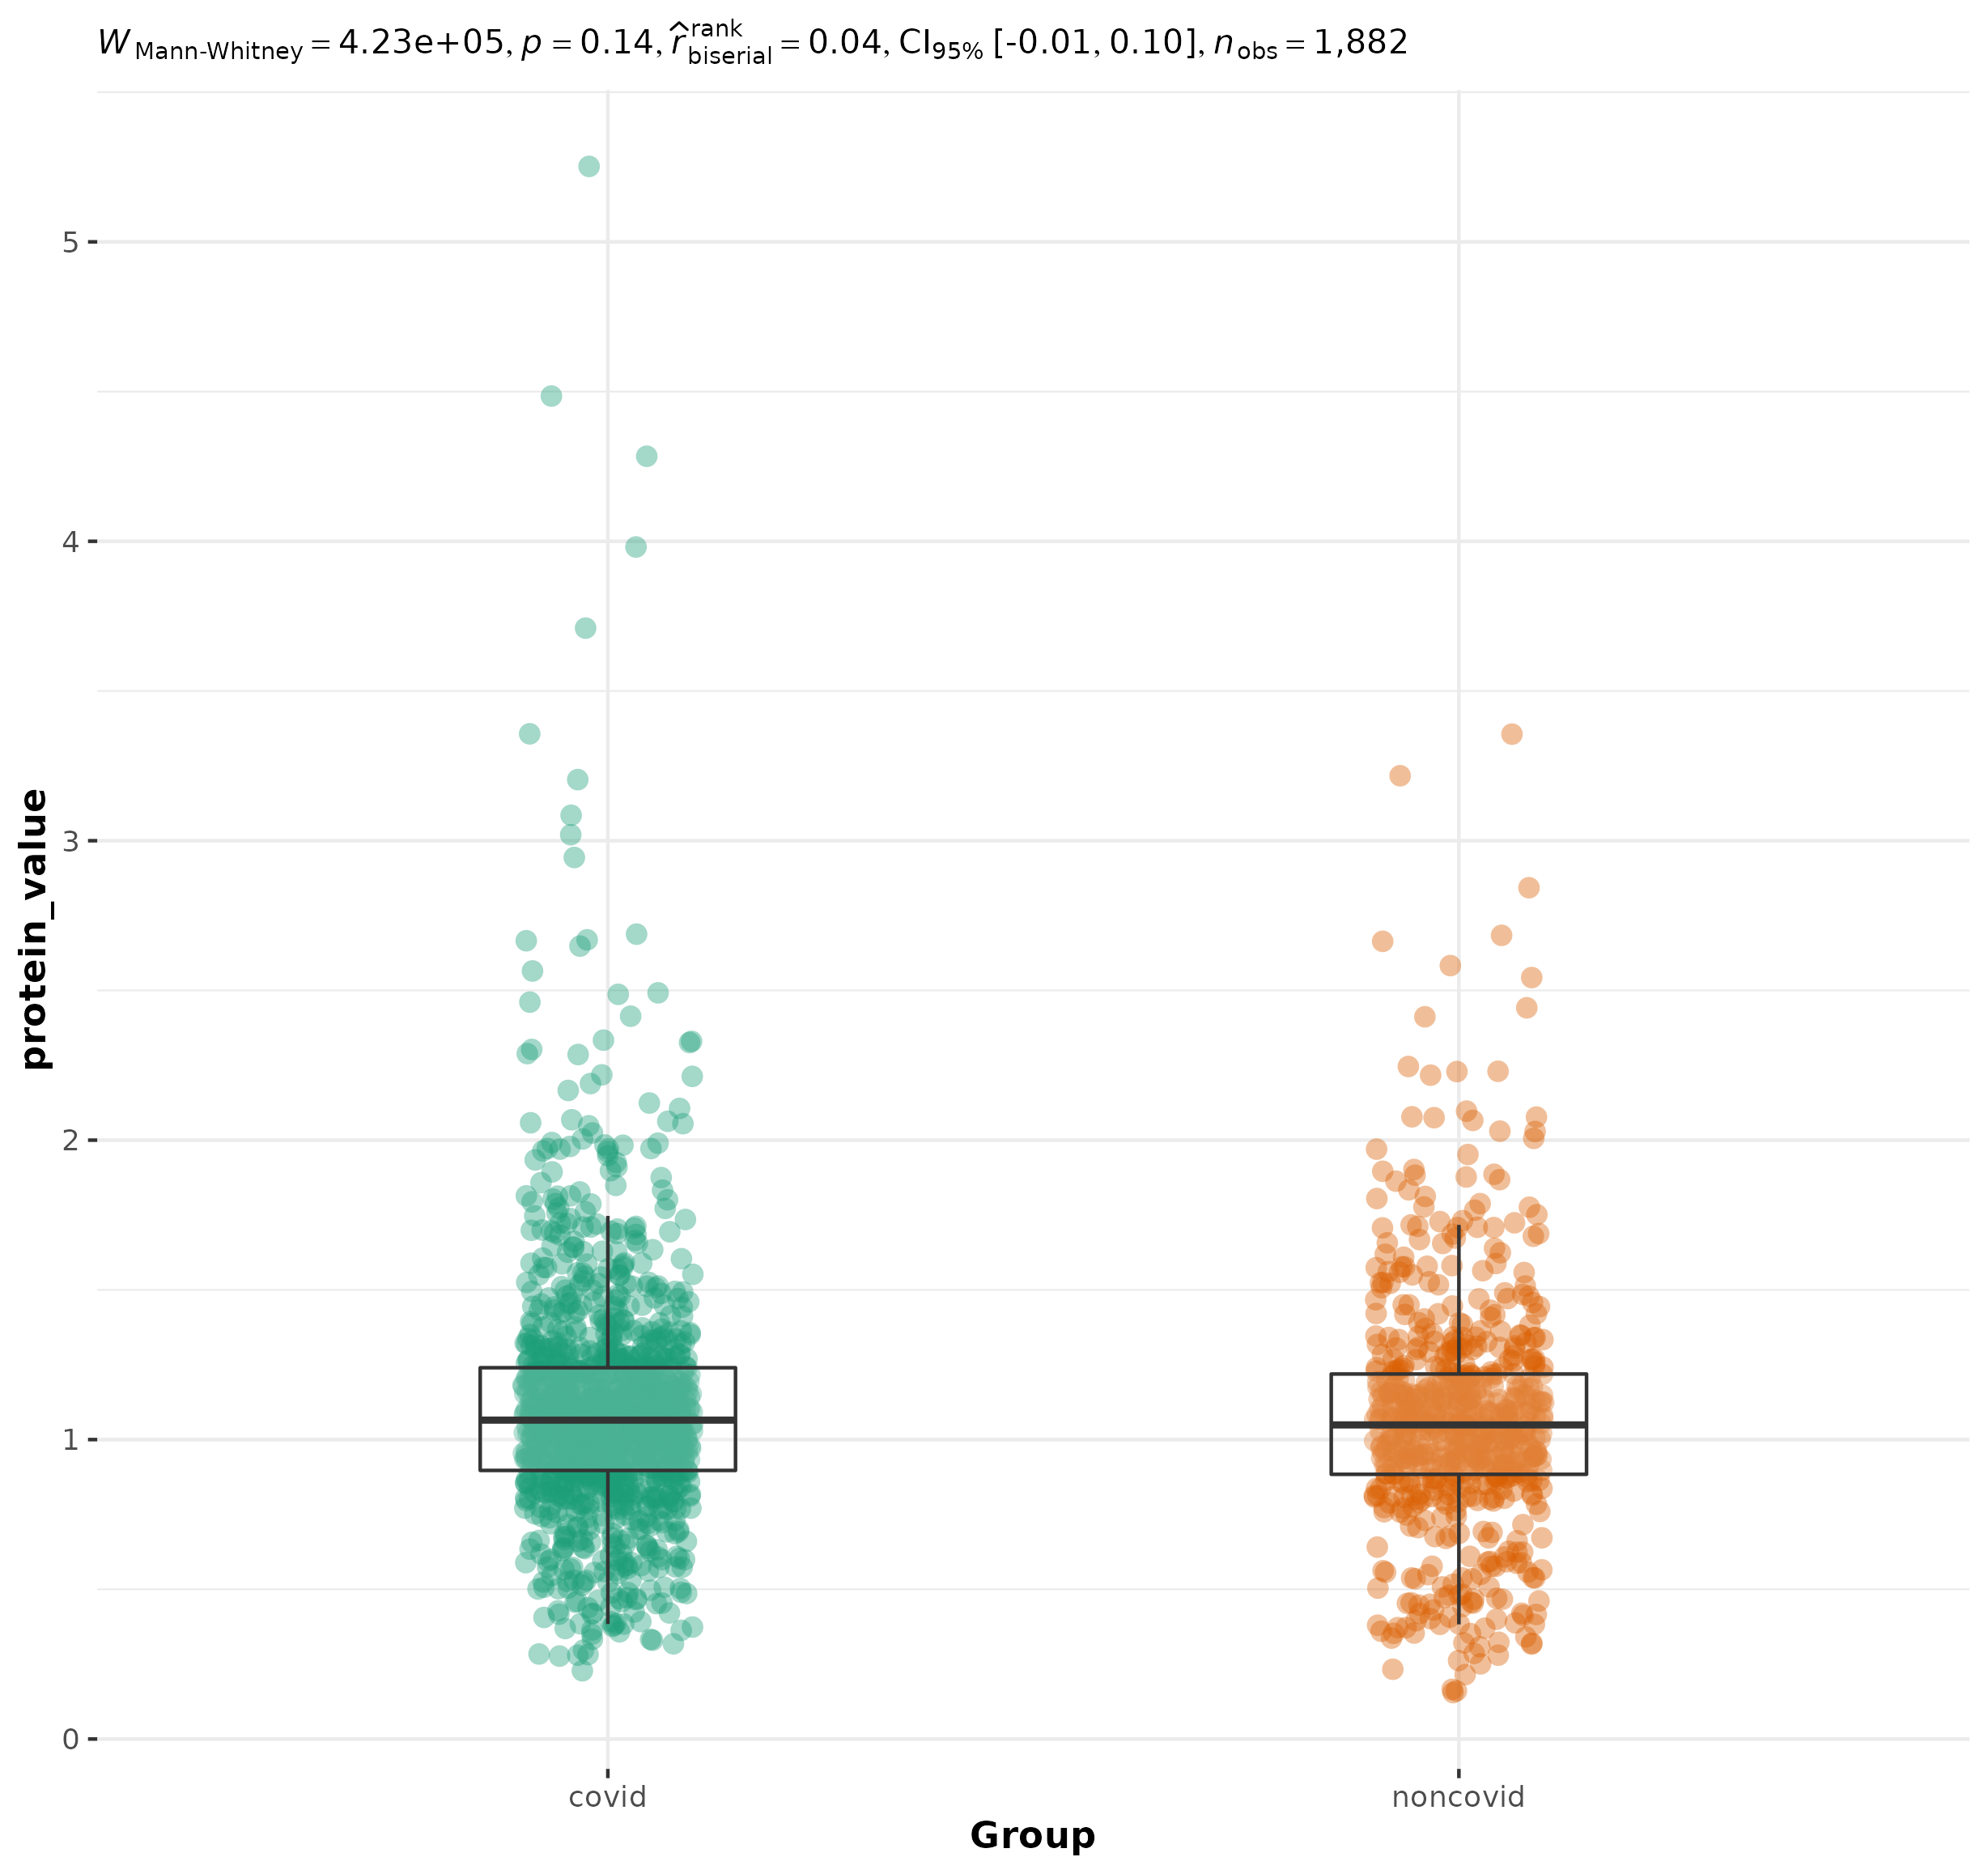 W Mann-Whitney = 4.23e+05, p = 0.14, r̂ rank biserial = 0.04, CI95% [-0.01, 0.10], n obs = 1,882
protein_value
5
4
3
2
1
0
covid noncovid
Group